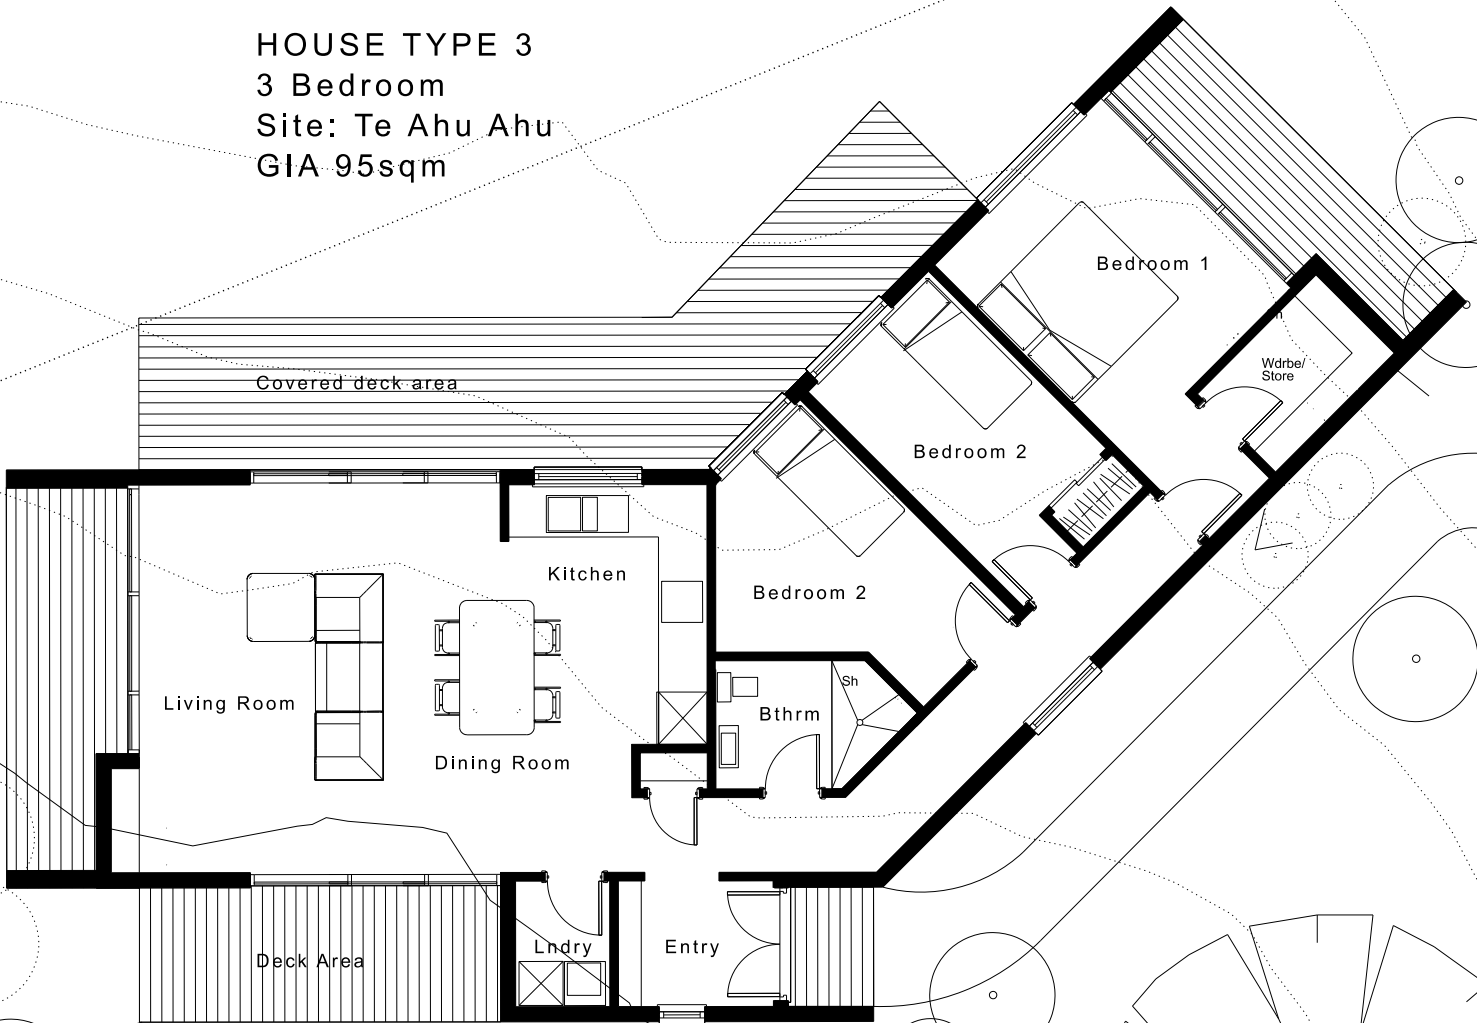 HOUSE TYPE 3
3 Bedroom
Site: Te Ahu Ahu
GIA 95sqm
Bedroom 1
Wdrbe/
Store
Covered deck area
Bedroom 2
Kitchen
Bedroom 2
Living Room
Sh
Bthrm
Dining Room
Lndry
Entry
Deck Area